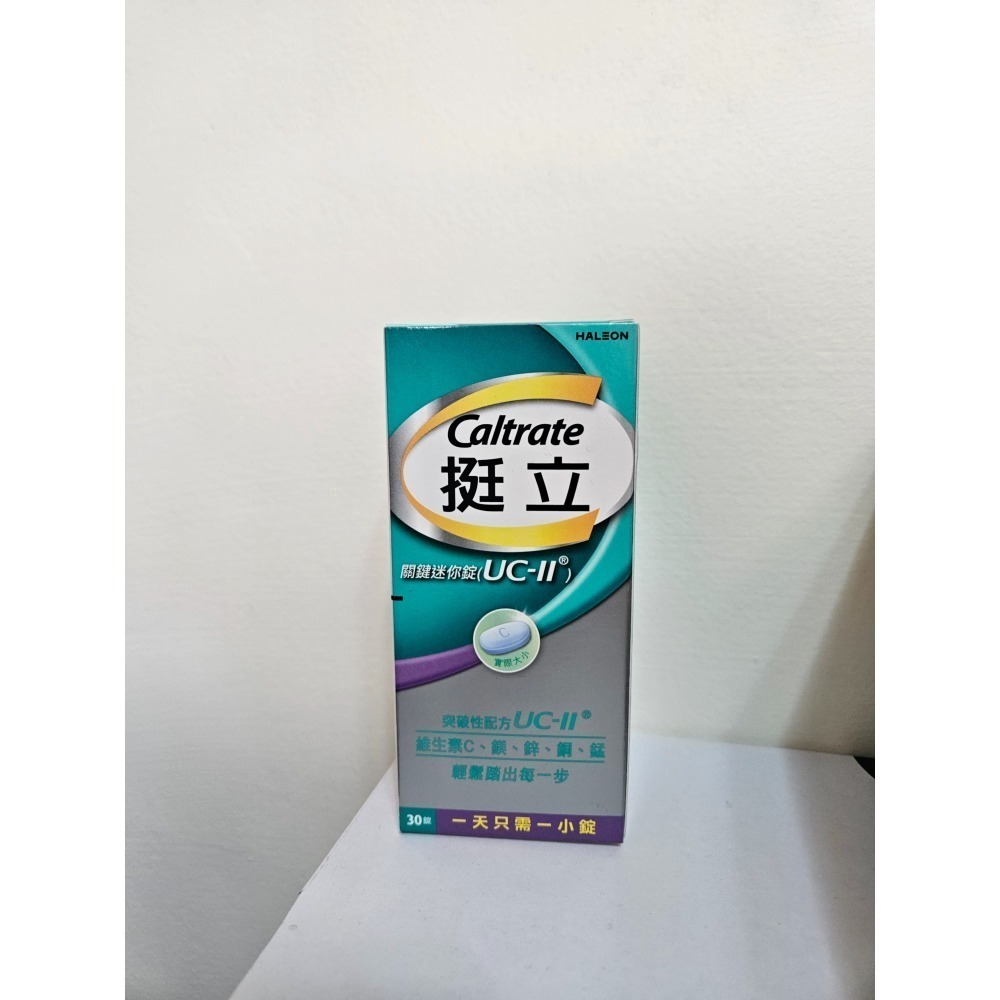 HALEON
Caltrate
挺立
關鍵迷你錠(UC-II®)
C
實際大小
突破性配方UC-II®
維生素C、鎂、鋅、銅、錳
輕鬆踏出每一步
30錠 一天只需一小錠